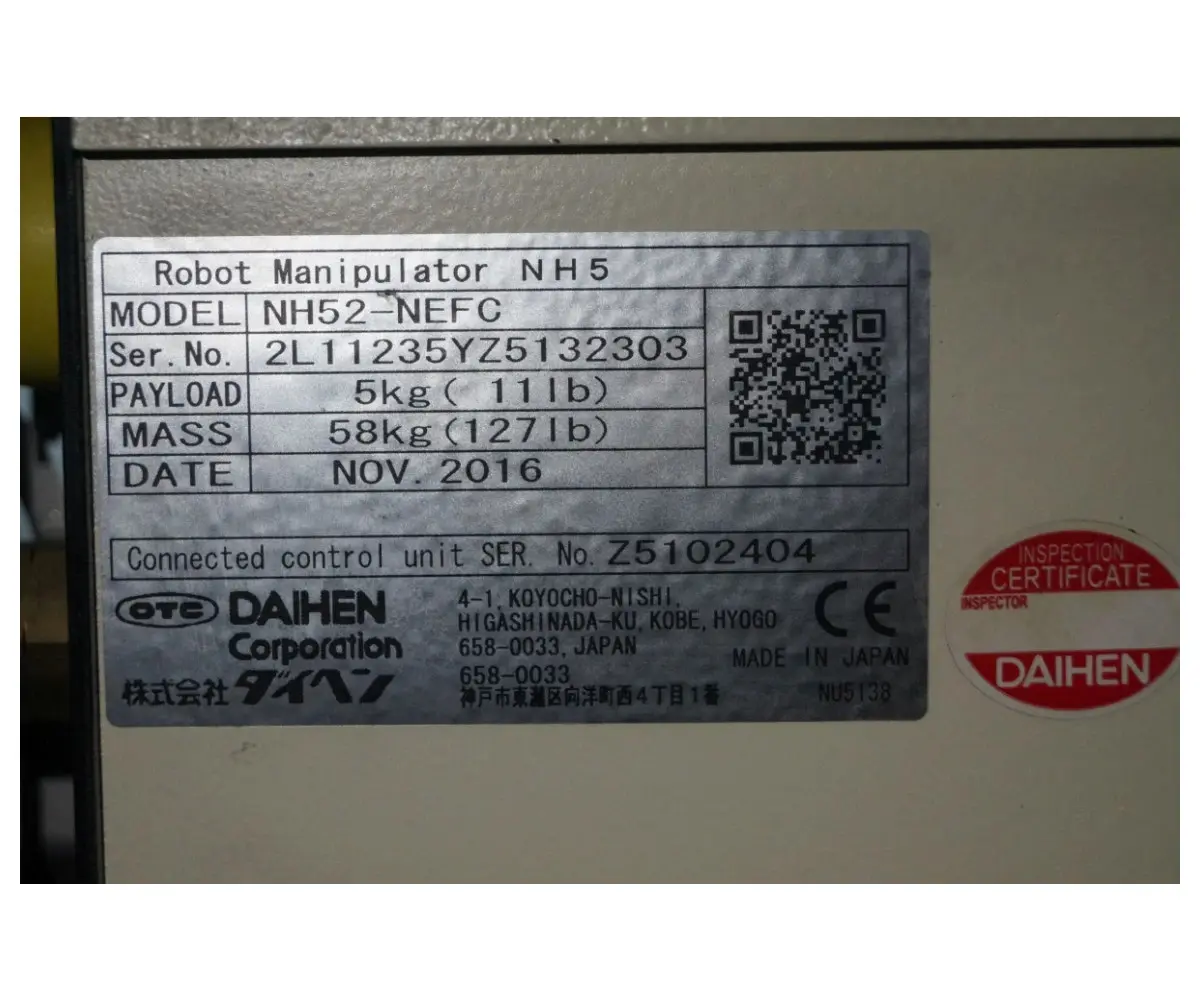 Robot Manipulator NH5
MODEL NH52-NEFC
Ser.No. 2L11235YZ5132303
PAYLOAD 5kg( 11lb)
MASS 58kg(127lb)
DATE NOV. 2016
Connected control unit SER. No. Z5102404
OTC DAIHEN
Corporation
株式会社ダイヘン
4-1, KOYOCHO-NISHI,
HIGASHINADA-KU, KOBE, HYOGO
658-0033, JAPAN
658-0033
神戸市東灘区向洋町西4丁目1番
CE
MADE IN JAPAN
NU5138
INSPECTION
CERTIFICATE
INSPECTOR
DAIHEN